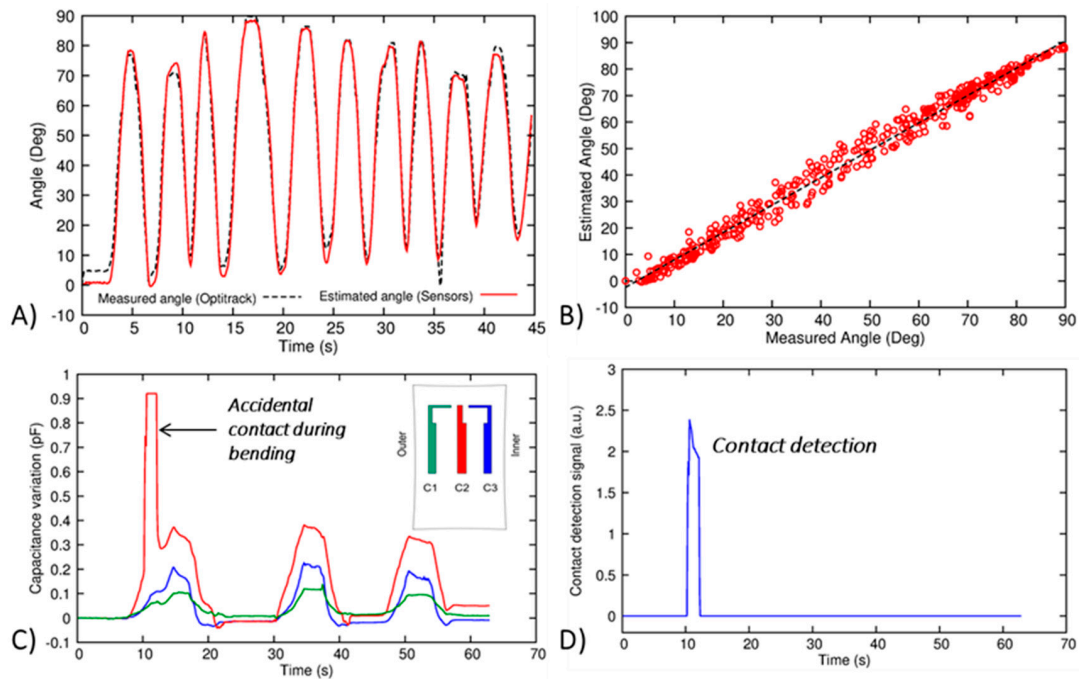 A)
Angle (Deg)
90
80
70
60
50
40
30
20
10
0
-10
Measured angle (Optitrack)
Estimated angle (Sensors)
0 5 10 15 20 25 30 35 40 45
Time (s)
B)
Estimated Angle (Deg)
100
90
80
70
60
50
40
30
20
10
0
-10
0 10 20 30 40 50 60 70 80 90
Measured Angle (Deg)
C)
Capacitance variation (pF)
1
0.9
0.8
0.7
0.6
0.5
0.4
0.3
0.2
0.1
0
-0.1
Accidental
contact during
bending
Outer
Inner
C1 C2 C3
0 10 20 30 40 50 60 70
Time (s)
D)
Contact detection signal (a.u.)
3
2.5
2
1.5
1
0.5
0
Contact detection
0 10 20 30 40 50 60 70
Time (s)